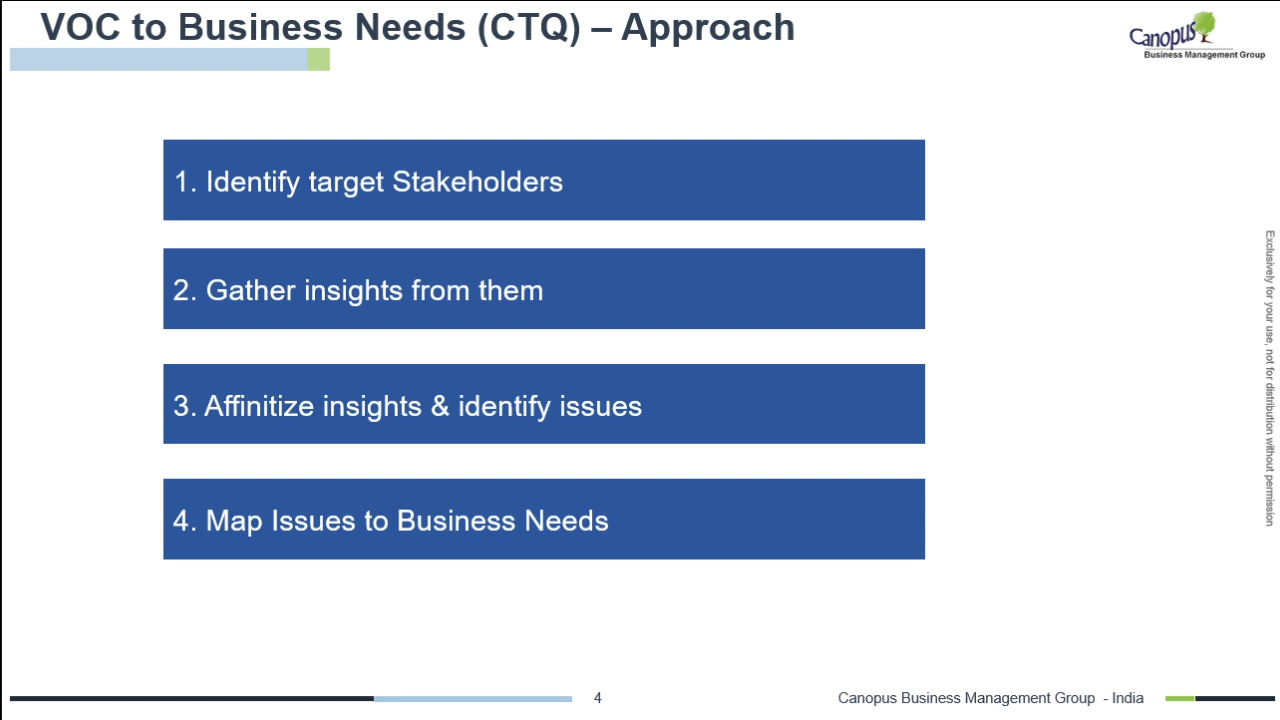 VOC to Business Needs (CTQ) – Approach
Canopus
Business Management Group
1. Identify target Stakeholders
2. Gather insights from them
3. Affinitize insights & identify issues
4. Map Issues to Business Needs
Exclusively for your use, not for distribution without permission
4
Canopus Business Management Group - India